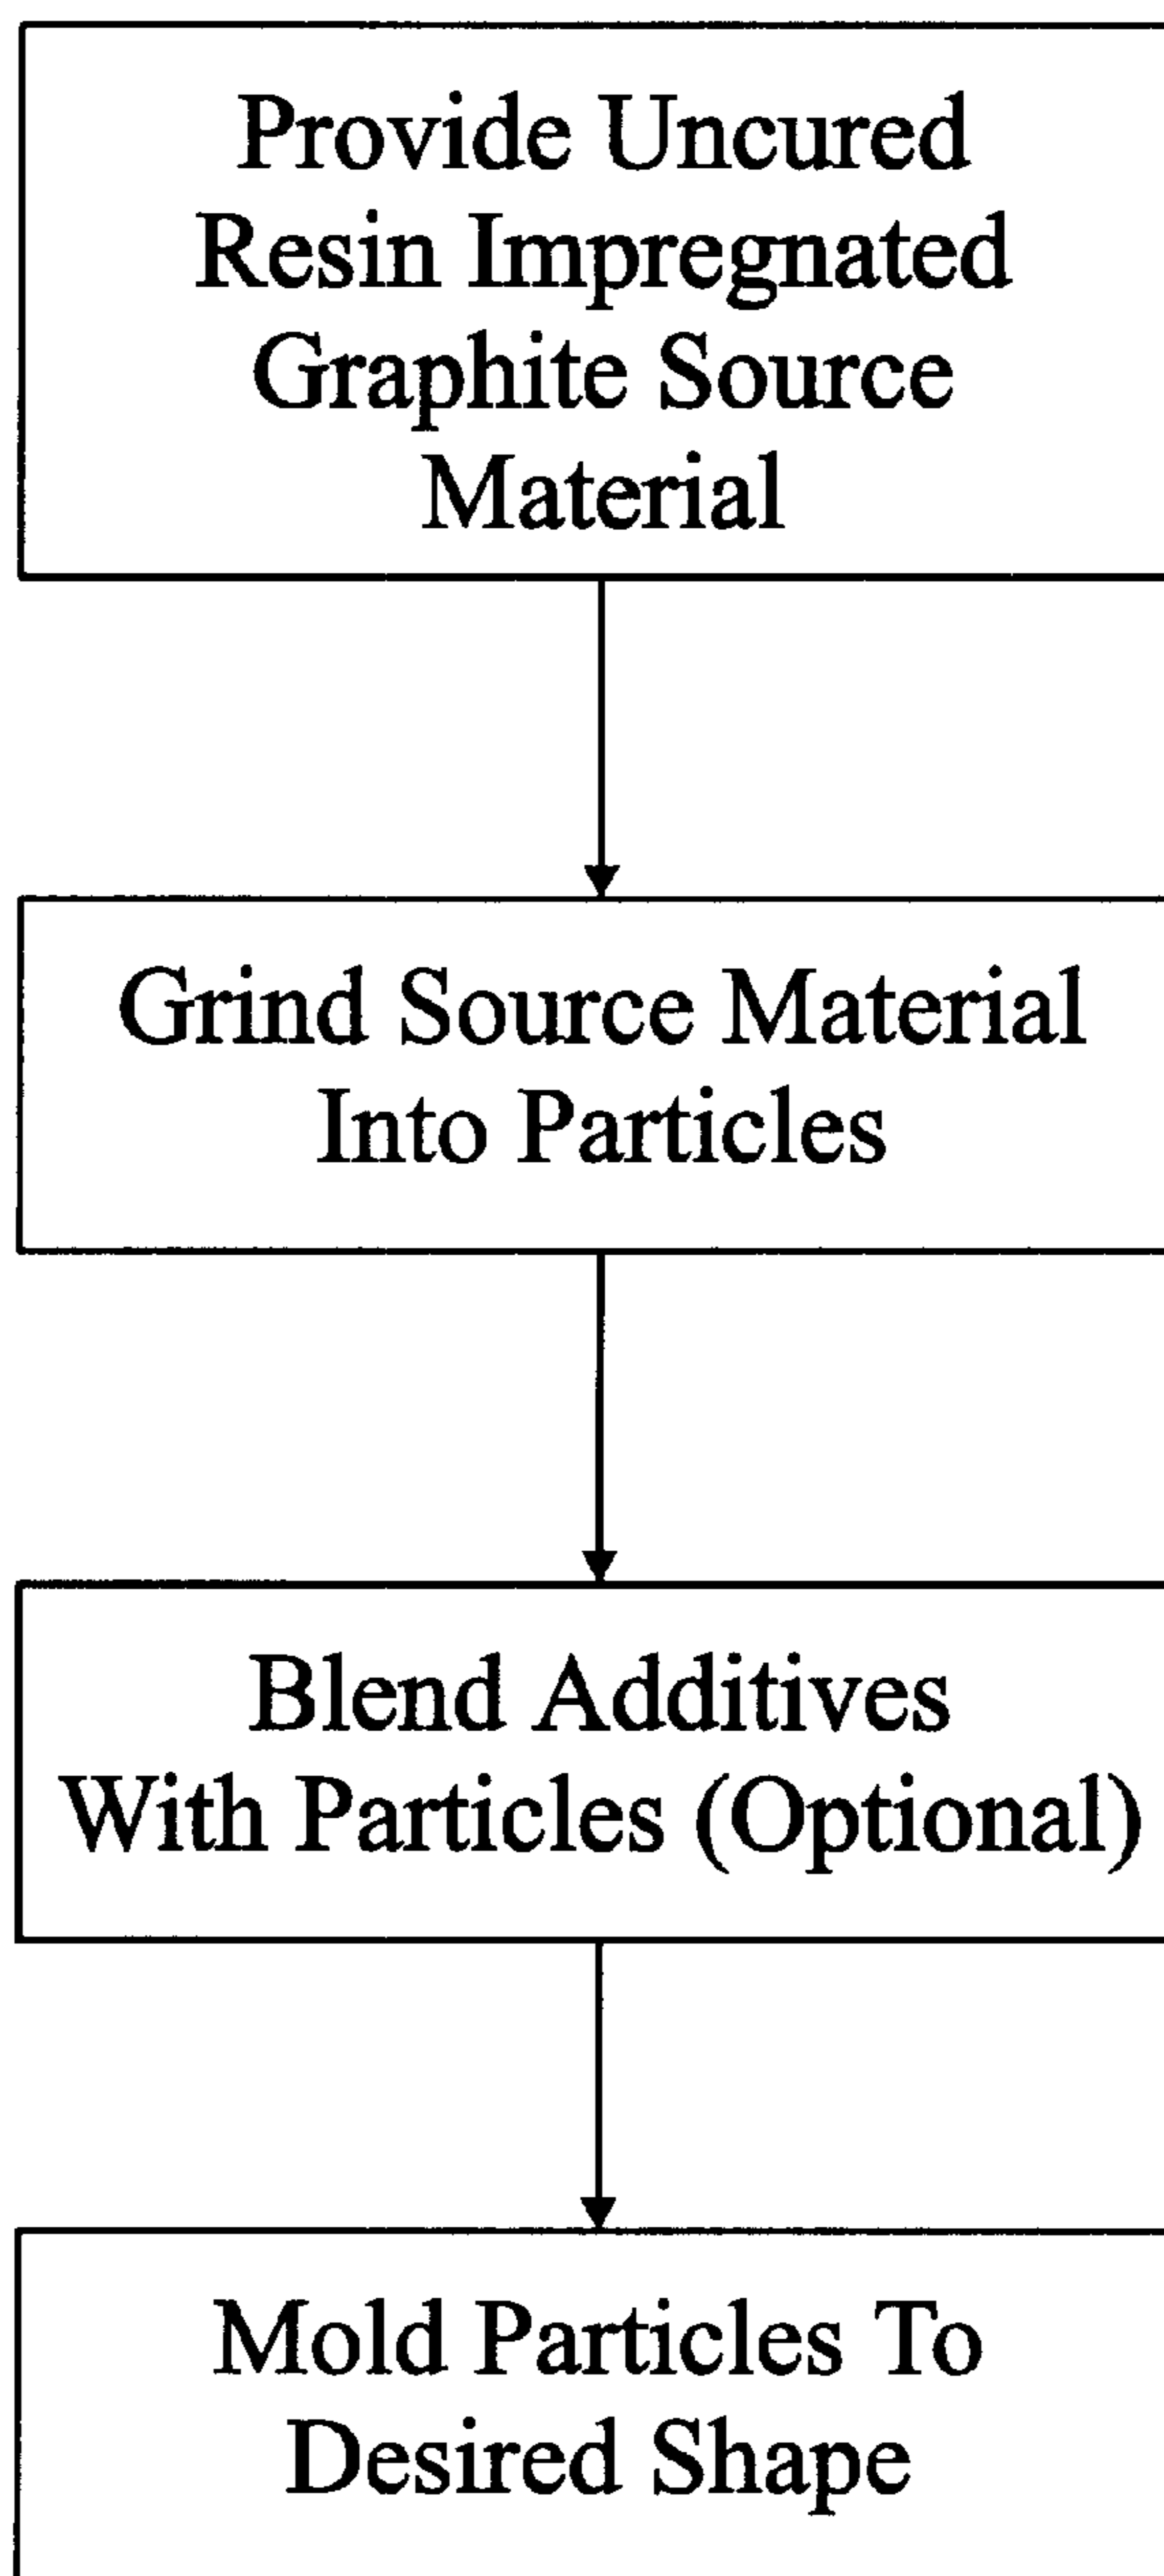 Provide Uncured
Resin Impregnated
Graphite Source
Material
Grind Source Material
Into Particles
Blend Additives
With Particles (Optional)
Mold Particles To
Desired Shape